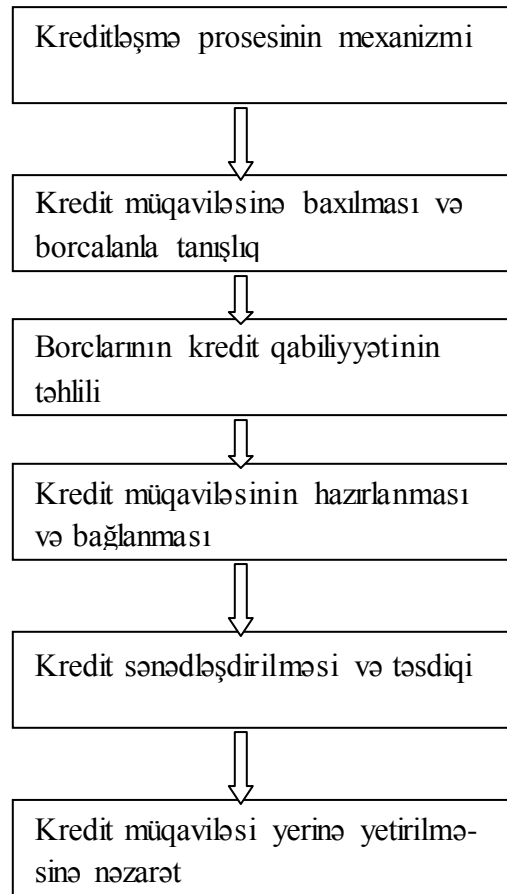 Kreditləşmə prosesinin mexanizmi
Kredit müqaviləsinə baxılması və
borcalanla tanışlıq
Borclarının kredit qabiliyyətinin
təhlili
Kredit müqaviləsinin hazırlanması
və bağlanması
Kredit sənədləşdirilməsi və təsdiqi
Kredit müqaviləsi yerinə yetirilmə-
sinə nəzarət